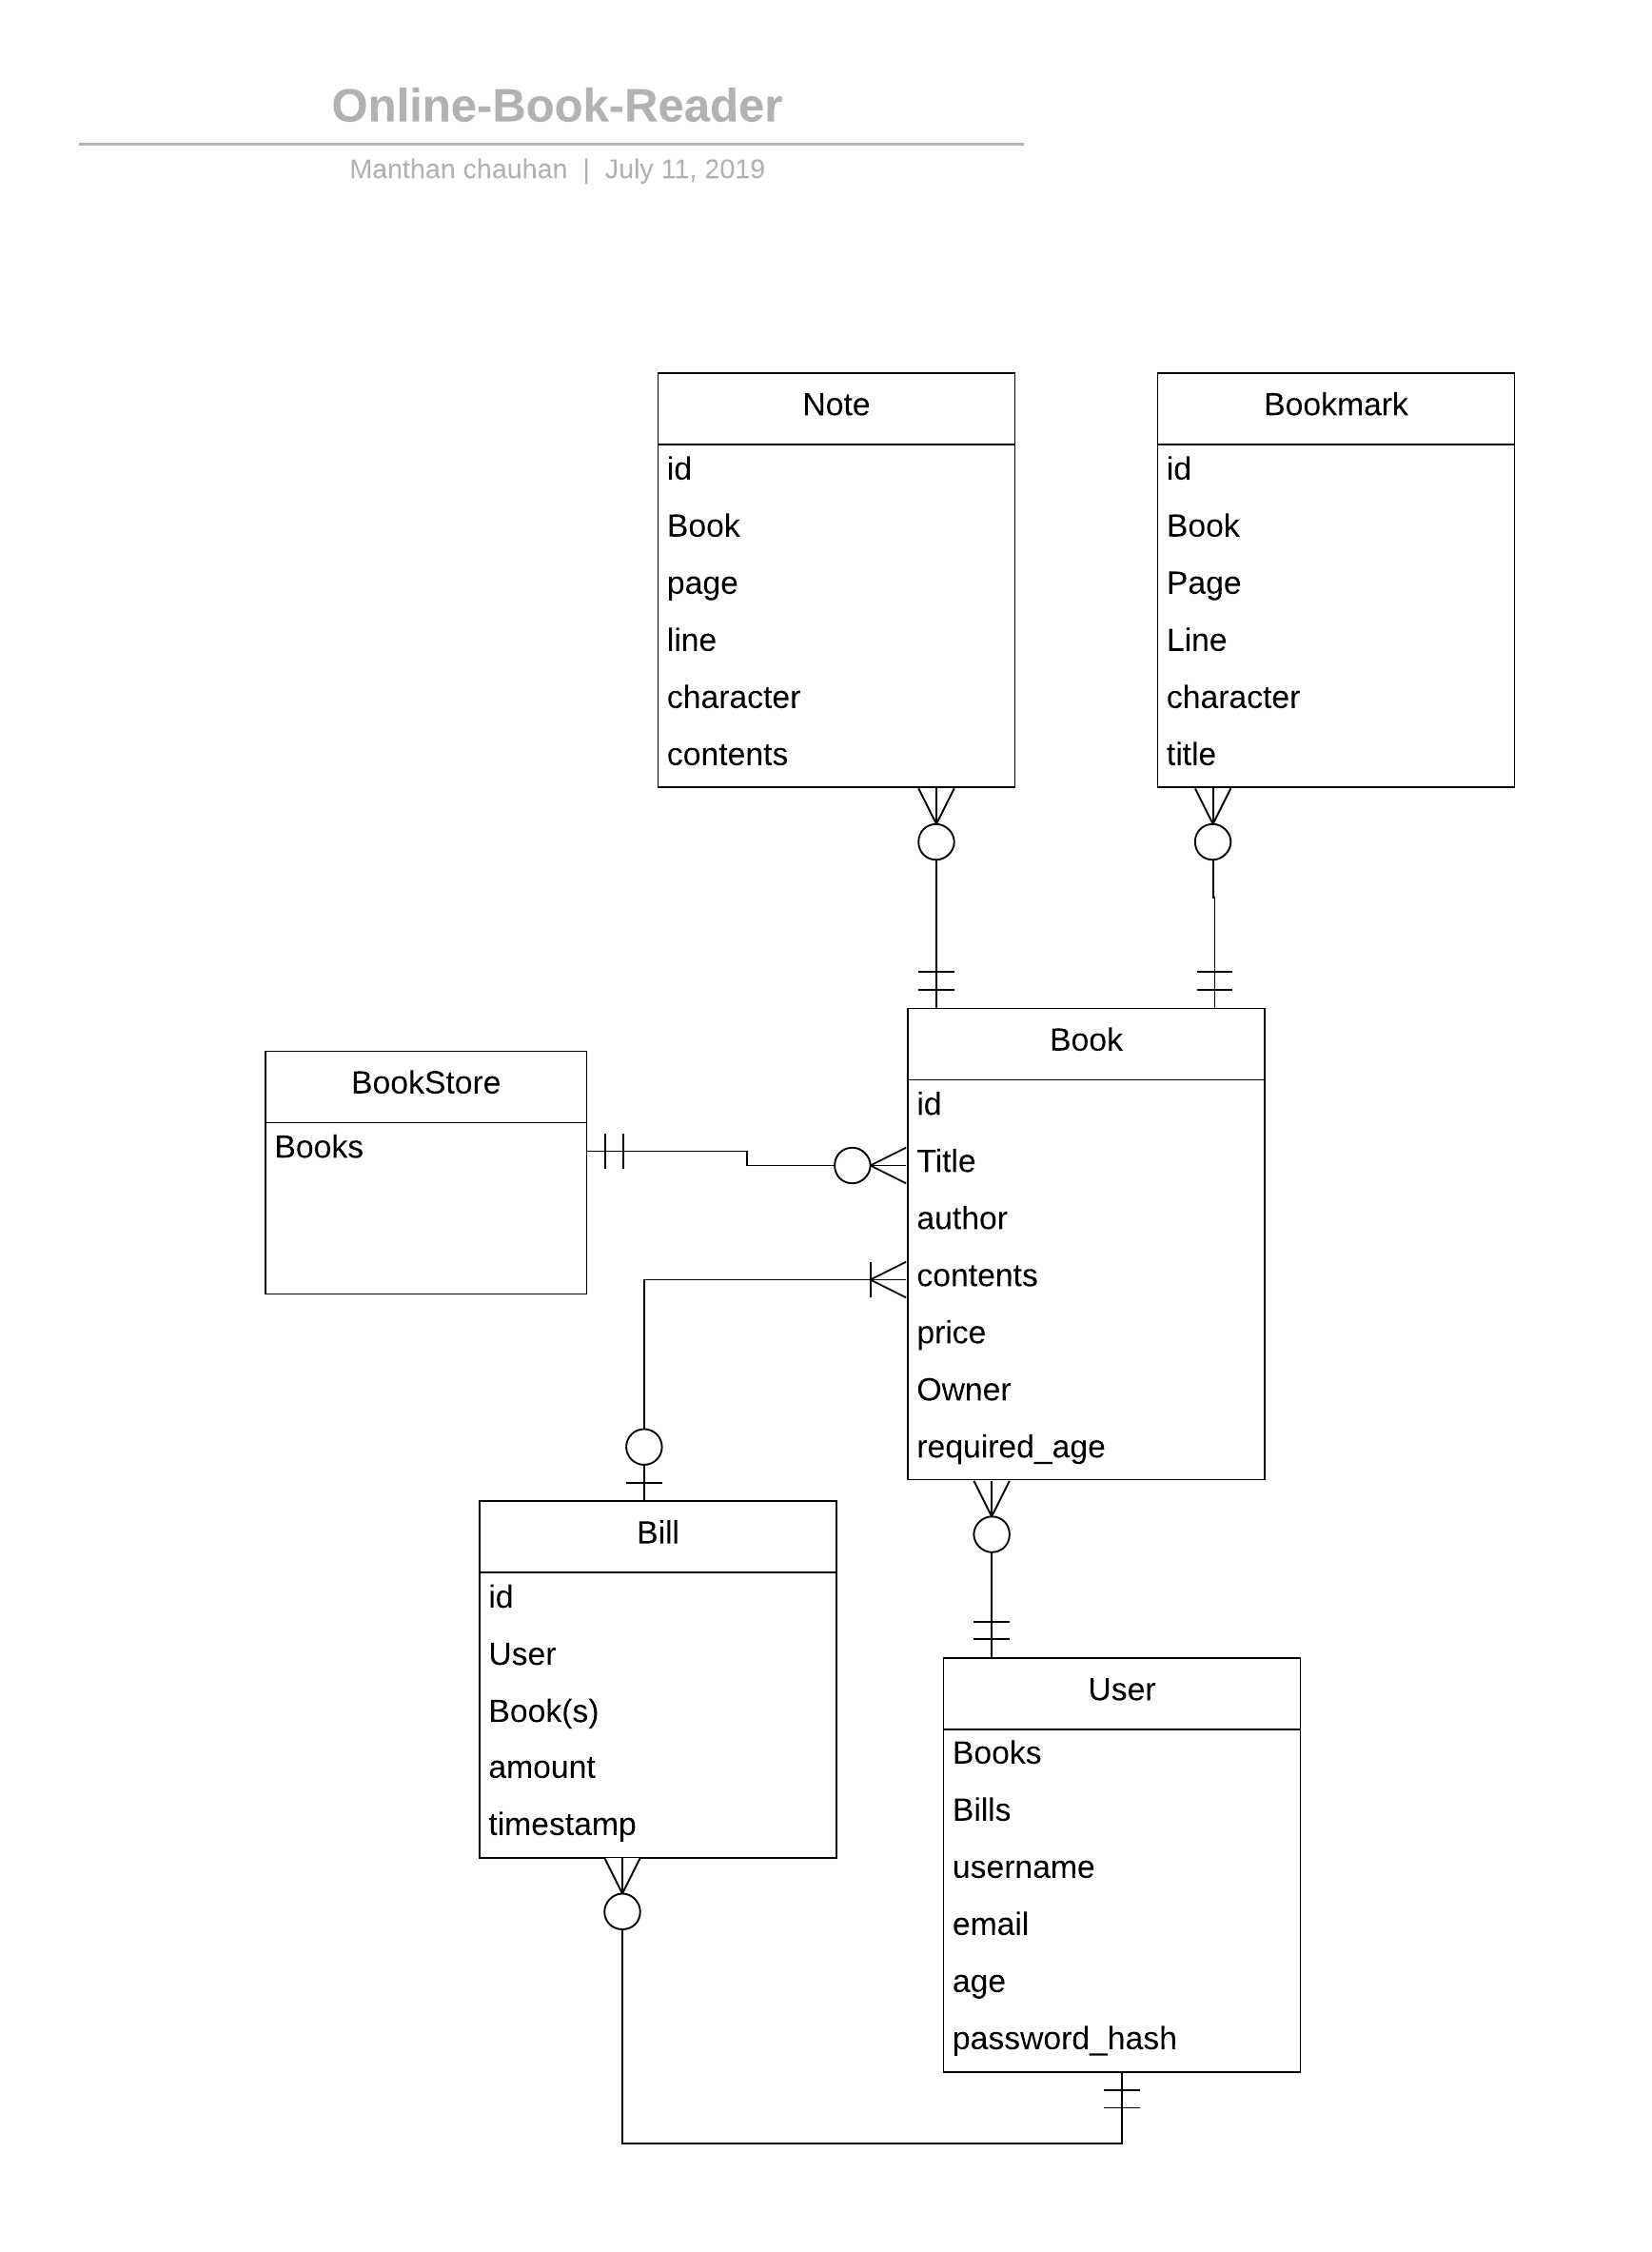 Online-Book-Reader
Manthan chauhan | July 11, 2019
Note
id
Book
page
line
character
contents
Bookmark
id
Book
Page
Line
character
title
BookStore
Books
Book
id
Title
author
contents
price
Owner
required_age
Bill
id
User
Book(s)
amount
timestamp
User
Books
Bills
username
email
age
password_hash